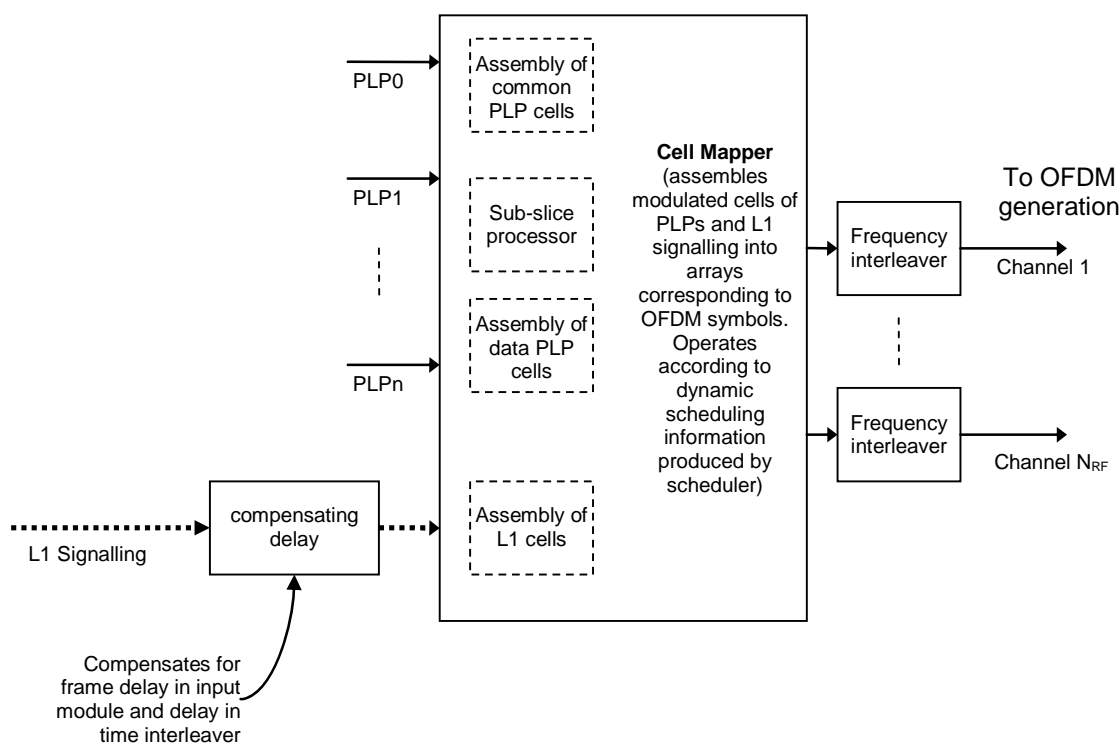 PLP0
Assembly of
common
PLP cells
PLP1
Sub-slice
processor
PLPn
Assembly of
data PLP
cells
L1 Signalling
compensating
delay
Assembly of
L1 cells
Compensates for
frame delay in input
module and delay in
time interleaver
Cell Mapper
(assembles
modulated cells of
PLPs and L1
signalling into
arrays
corresponding to
OFDM symbols.
Operates
according to
dynamic
scheduling
information
produced by
scheduler)
Frequency
interleaver
To OFDM
generation
Channel 1
Frequency
interleaver
Channel NRF